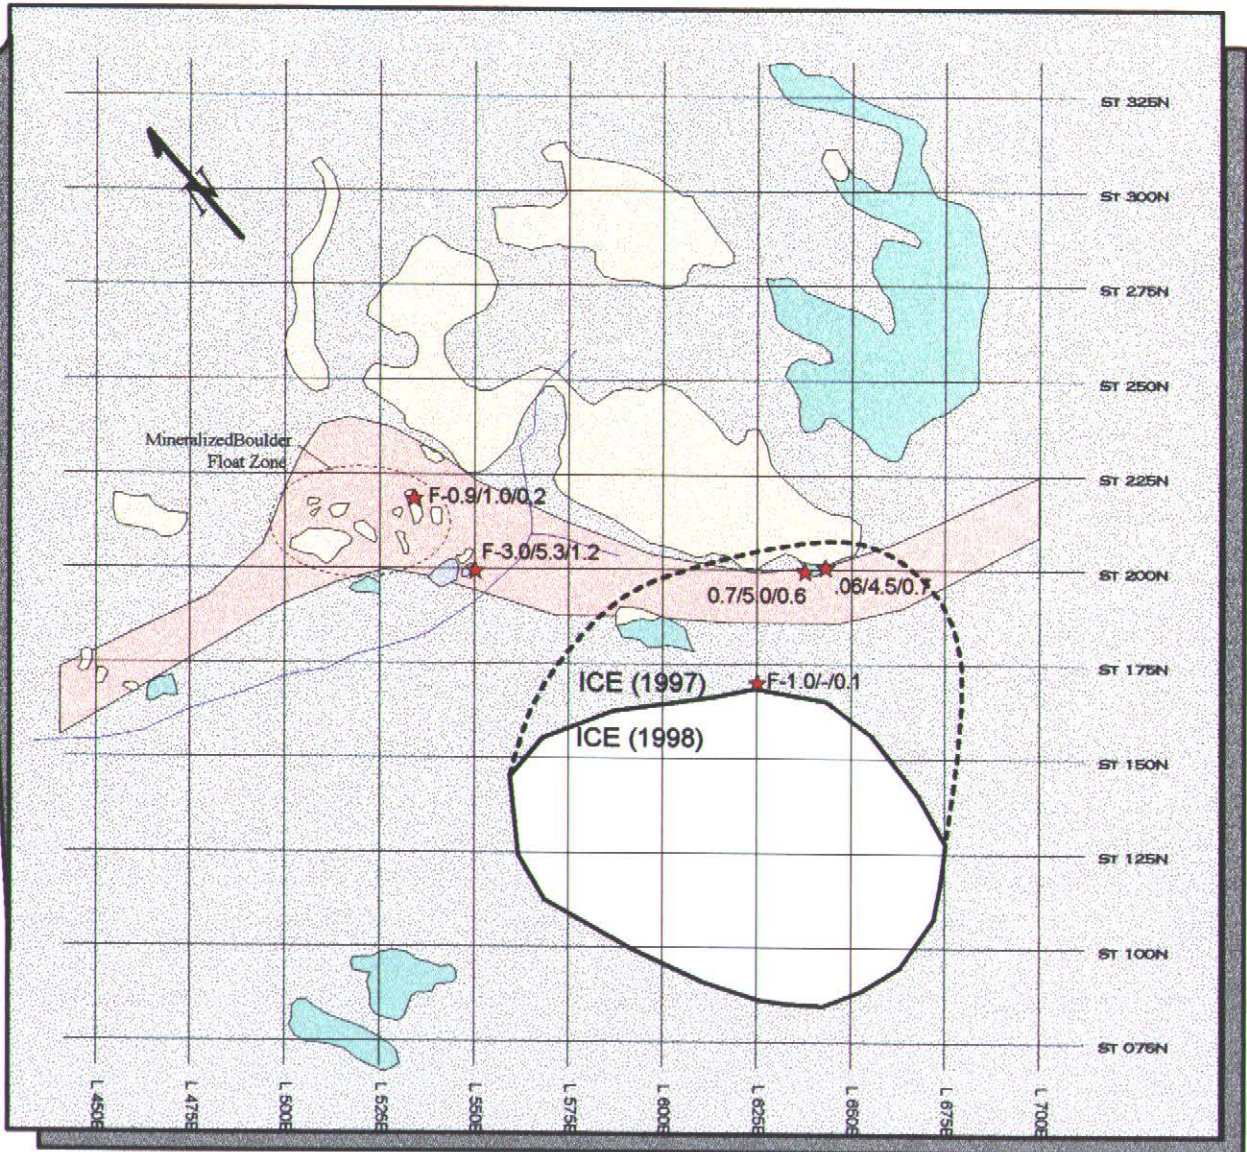 ST 325N
N
ST 300N
ST 275N
ST 250N
MineralizedBoulder
Float Zone
ST 225N
F-0.9/1.0/0.2
F-3.0/5.3/1.2
ST 200N
0.7/5.0/0.6
.06/4.5/0.7
ST 175N
ICE (1997)
F-1.0/-/0.1
ICE (1998)
ST 150N
ST 125N
ST 100N
ST 075N
L 450E
L 475E
L 500E
L 525E
L 550E
L 575E
L 600E
L 625E
L 650E
L 675E
L 700E